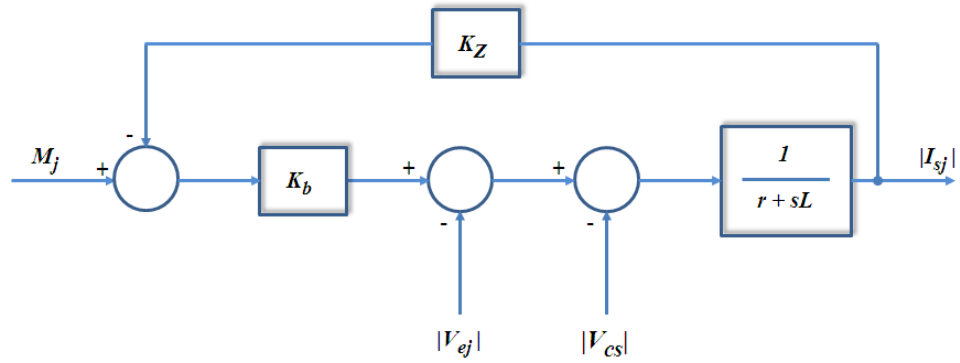 K_Z
-
M_j
+
K_b
+
-
+
-
1
r + sL
|I_sj|
|V_ej|
|V_cs|